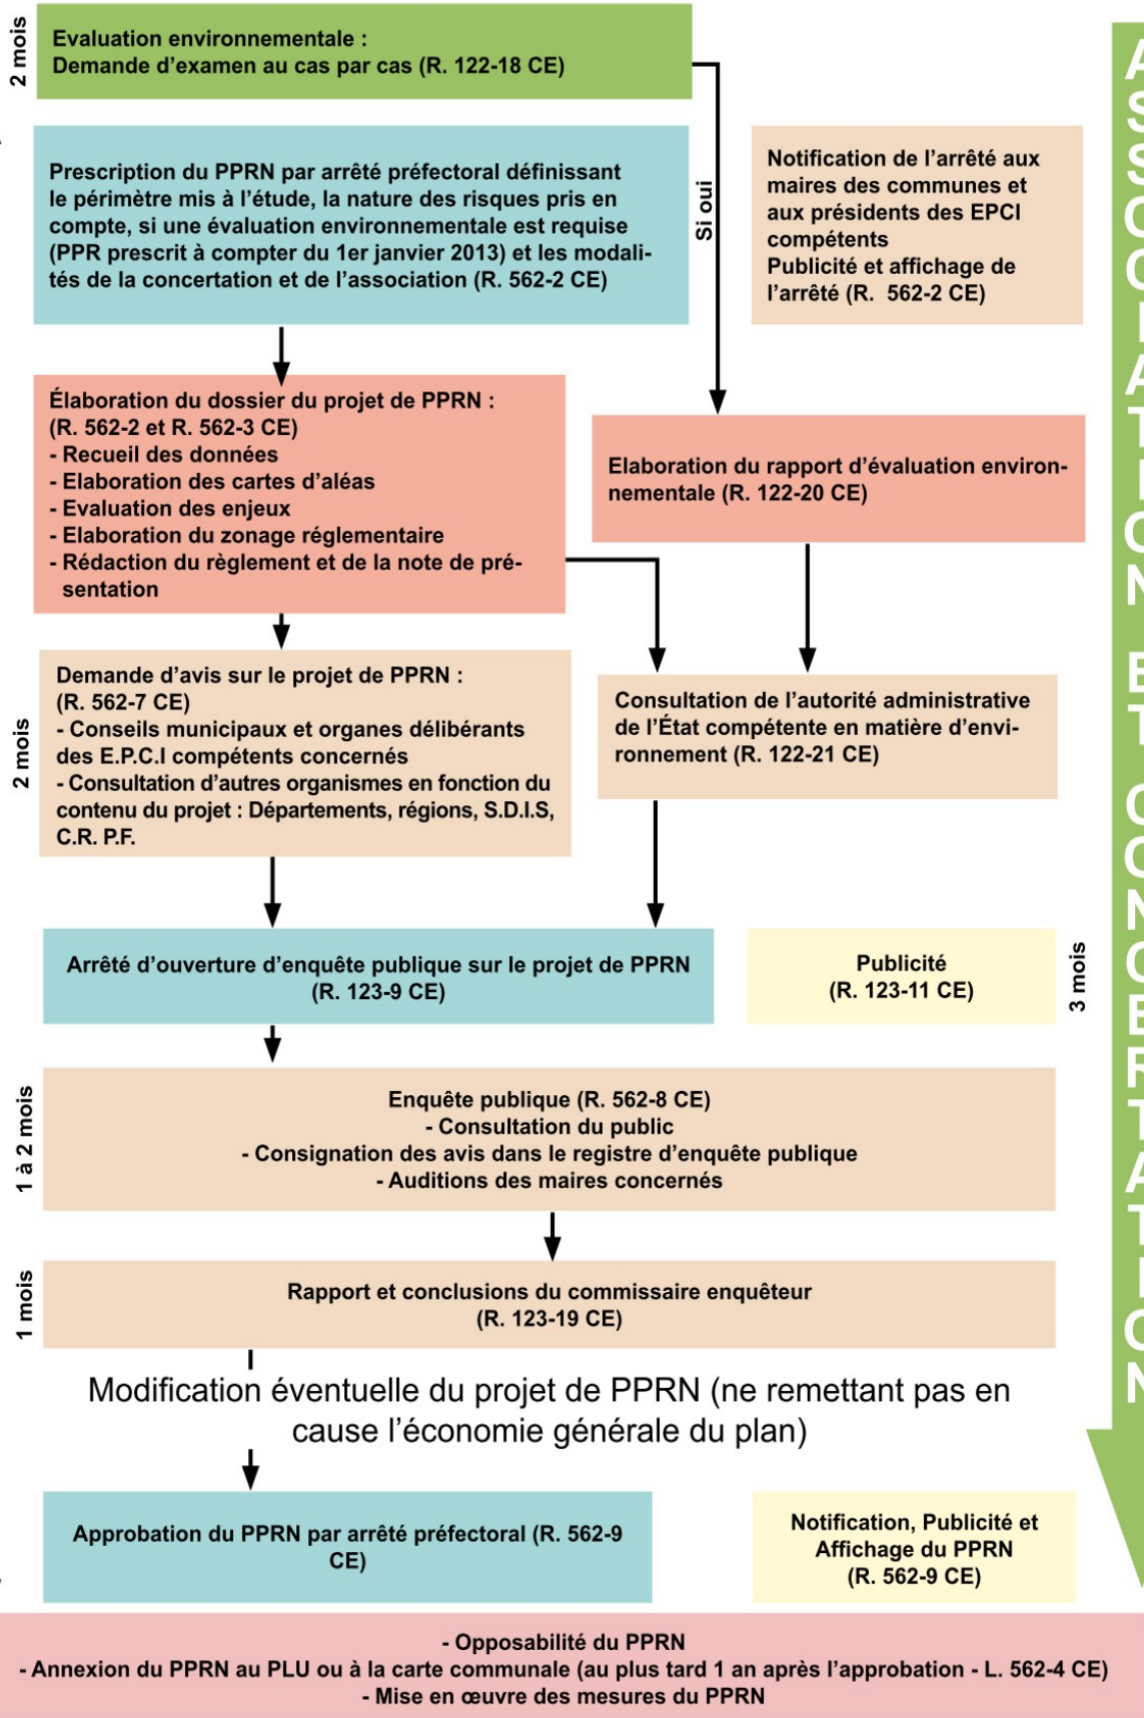 2 mois
Evaluation environnementale :
Demande d'examen au cas par cas (R. 122-18 CE)
Prescription du PPRN par arrêté préfectoral définissant
le périmètre mis à l'étude, la nature des risques pris en
compte, si une évaluation environnementale est requise
(PPR prescrit à compter du 1er janvier 2013) et les modali-
tés de la concertation et de l'association (R. 562-2 CE)
Si oui
Notification de l'arrêté aux
maires des communes et
aux présidents des EPCI
compétents
Publicité et affichage de
l'arrêté (R.  562-2 CE)
Élaboration du dossier du projet de PPRN :
(R. 562-2 et R. 562-3 CE)
- Recueil des données
- Elaboration des cartes d'aléas
- Evaluation des enjeux
- Elaboration du zonage réglementaire
- Rédaction du règlement et de la note de pré-
sentation
Elaboration du rapport d'évaluation environ-
nementale (R. 122-20 CE)
2 mois
Demande d'avis sur le projet de PPRN :
(R. 562-7 CE)
- Conseils municipaux et organes délibérants
des E.P.C.I compétents concernés
- Consultation d'autres organismes en fonction du
contenu du projet : Départements, régions, S.D.I.S,
C.R. P.F.
Consultation de l'autorité administrative
de l'État compétente en matière d'envi-
ronnement (R. 122-21 CE)
Arrêté d'ouverture d'enquête publique sur le projet de PPRN
(R. 123-9 CE)
Publicité
(R. 123-11 CE)
3 mois
1 à 2 mois
Enquête publique (R. 562-8 CE)
- Consultation du public
- Consignation des avis dans le registre d'enquête publique
- Auditions des maires concernés
1 mois
Rapport et conclusions du commissaire enquêteur
(R. 123-19 CE)
Modification éventuelle du projet de PPRN (ne remettant pas en
cause l'économie générale du plan)
Approbation du PPRN par arrêté préfectoral (R. 562-9
CE)
Notification, Publicité et
Affichage du PPRN
(R. 562-9 CE)
- Opposabilité du PPRN
- Annexion du PPRN au PLU ou à la carte communale (au plus tard 1 an après l'approbation - L. 562-4 CE)
- Mise en œuvre des mesures du PPRN
ASSOCIATION ET CONCERTATION